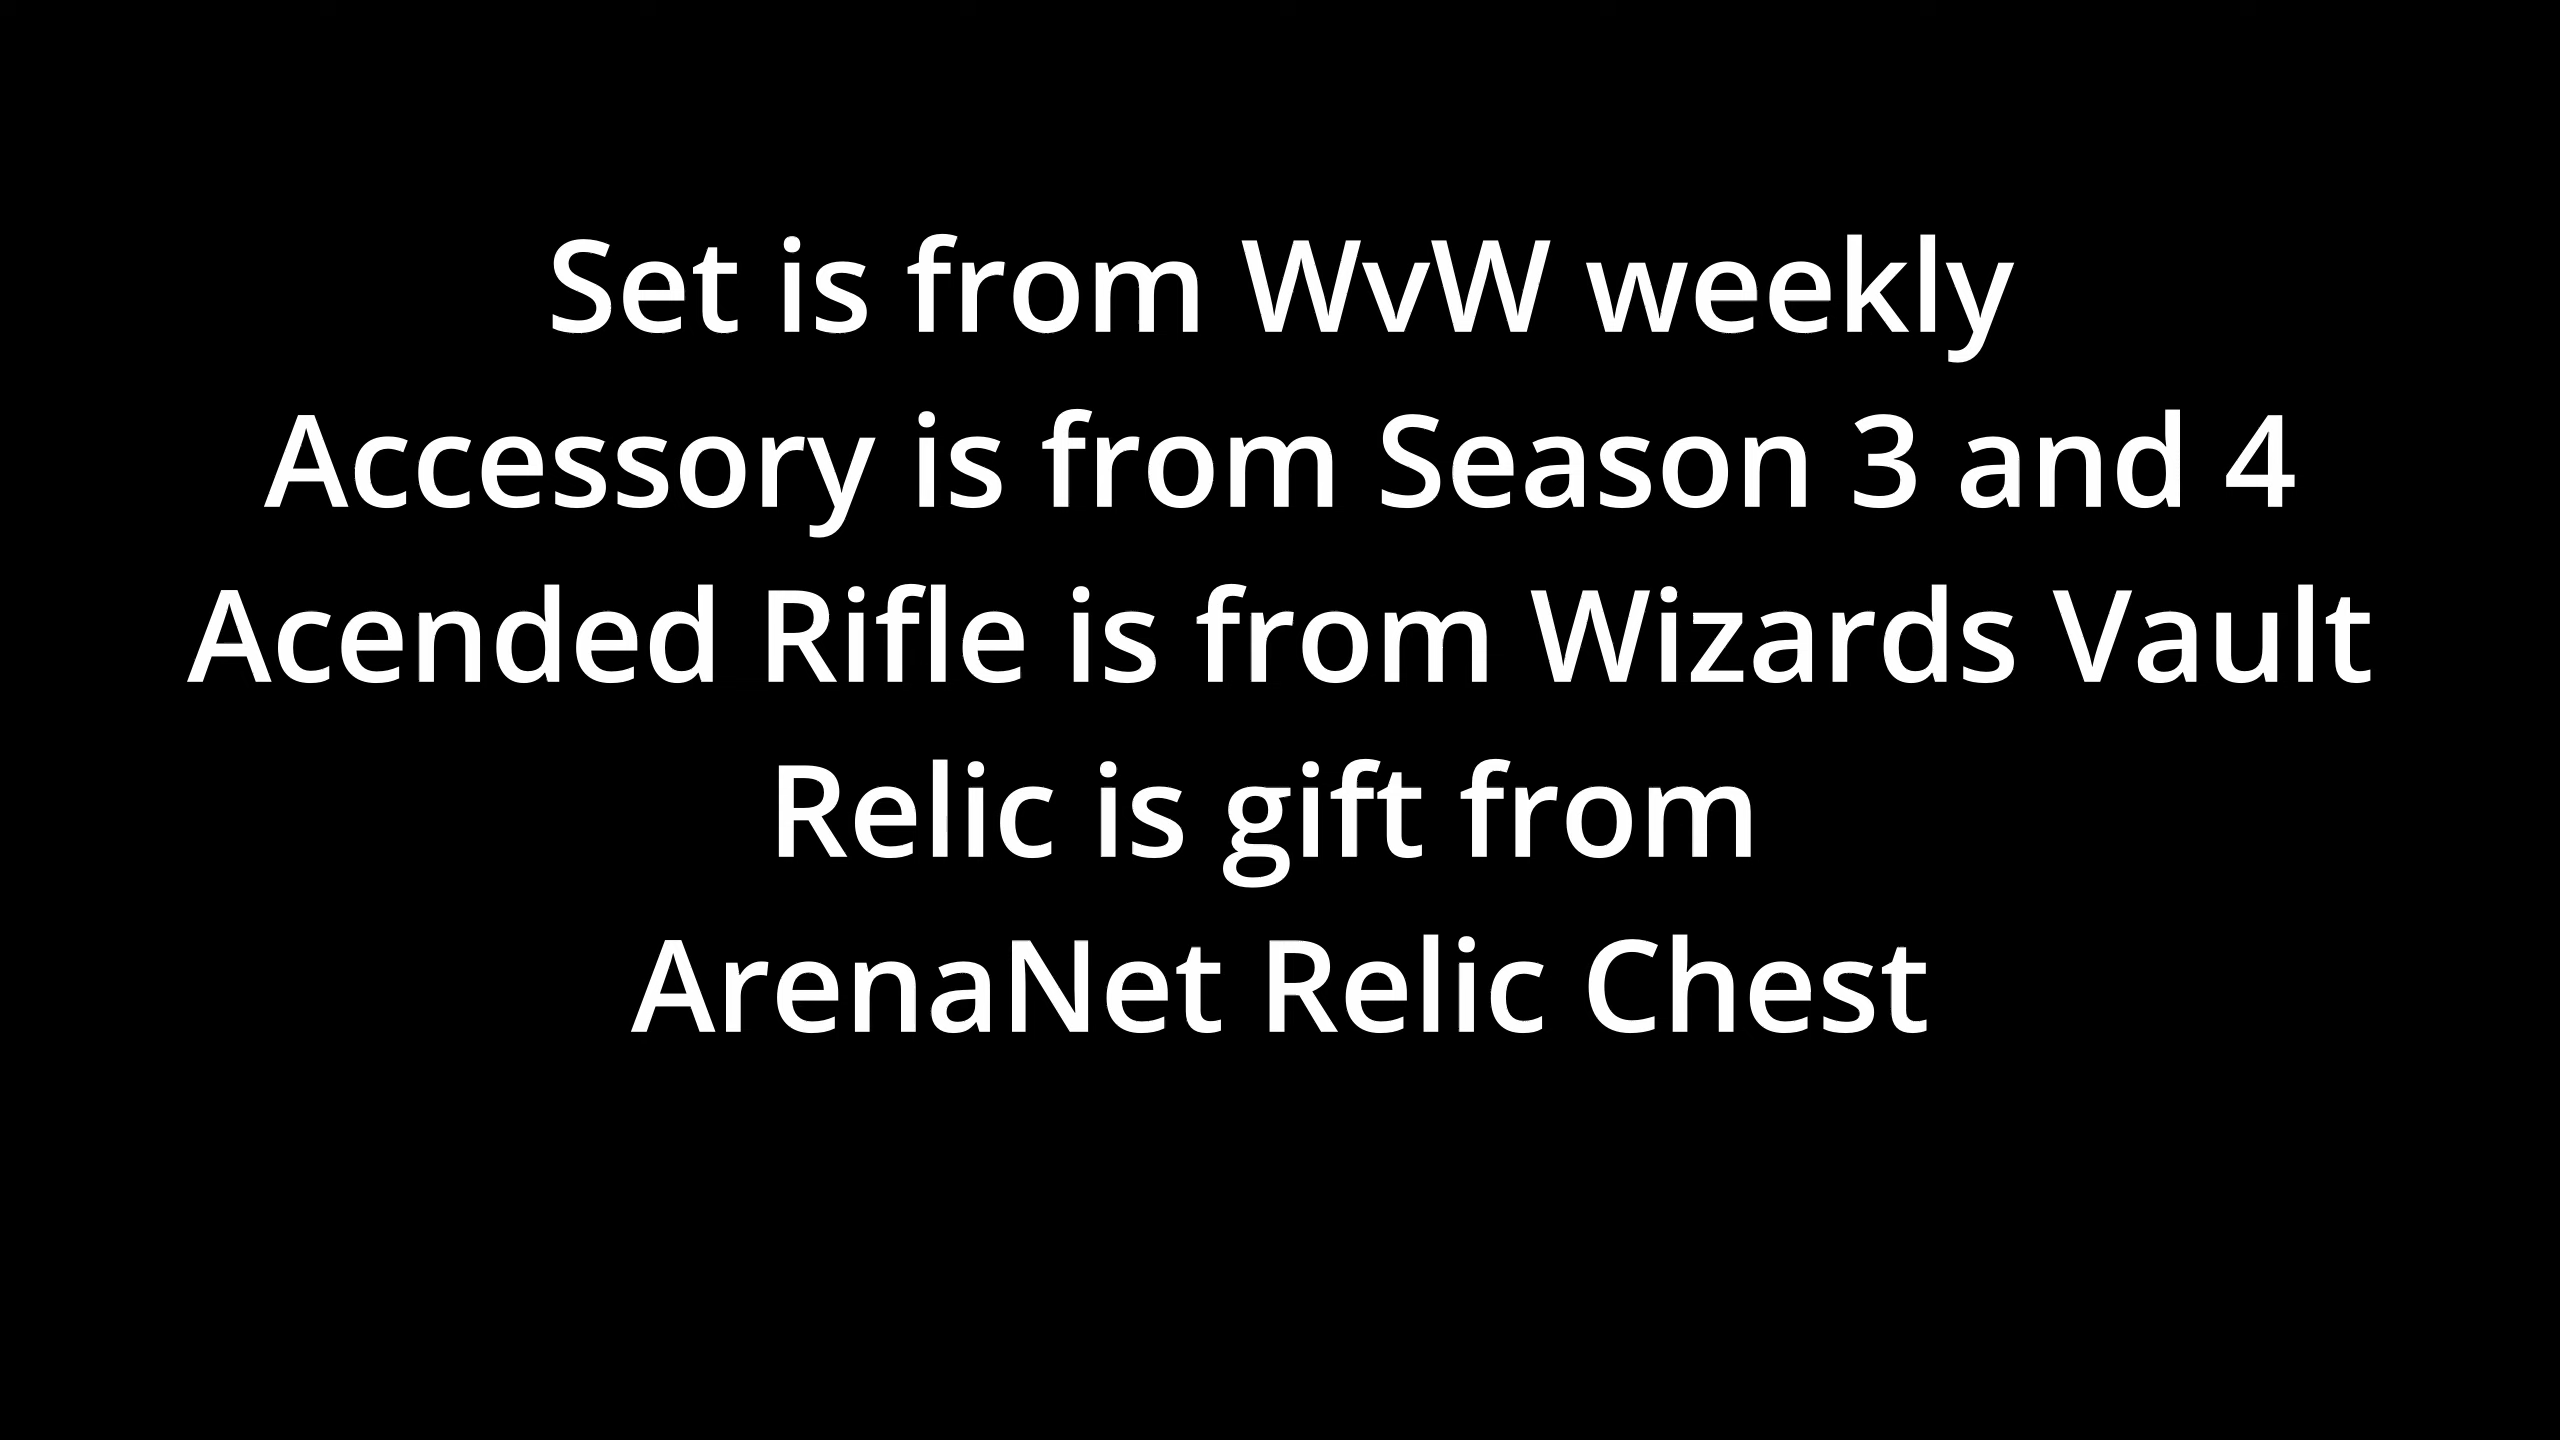 Set is from WvW weekly
Accessory is from Season 3 and 4
Acended Rifle is from Wizards Vault
Relic is gift from
ArenaNet Relic Chest